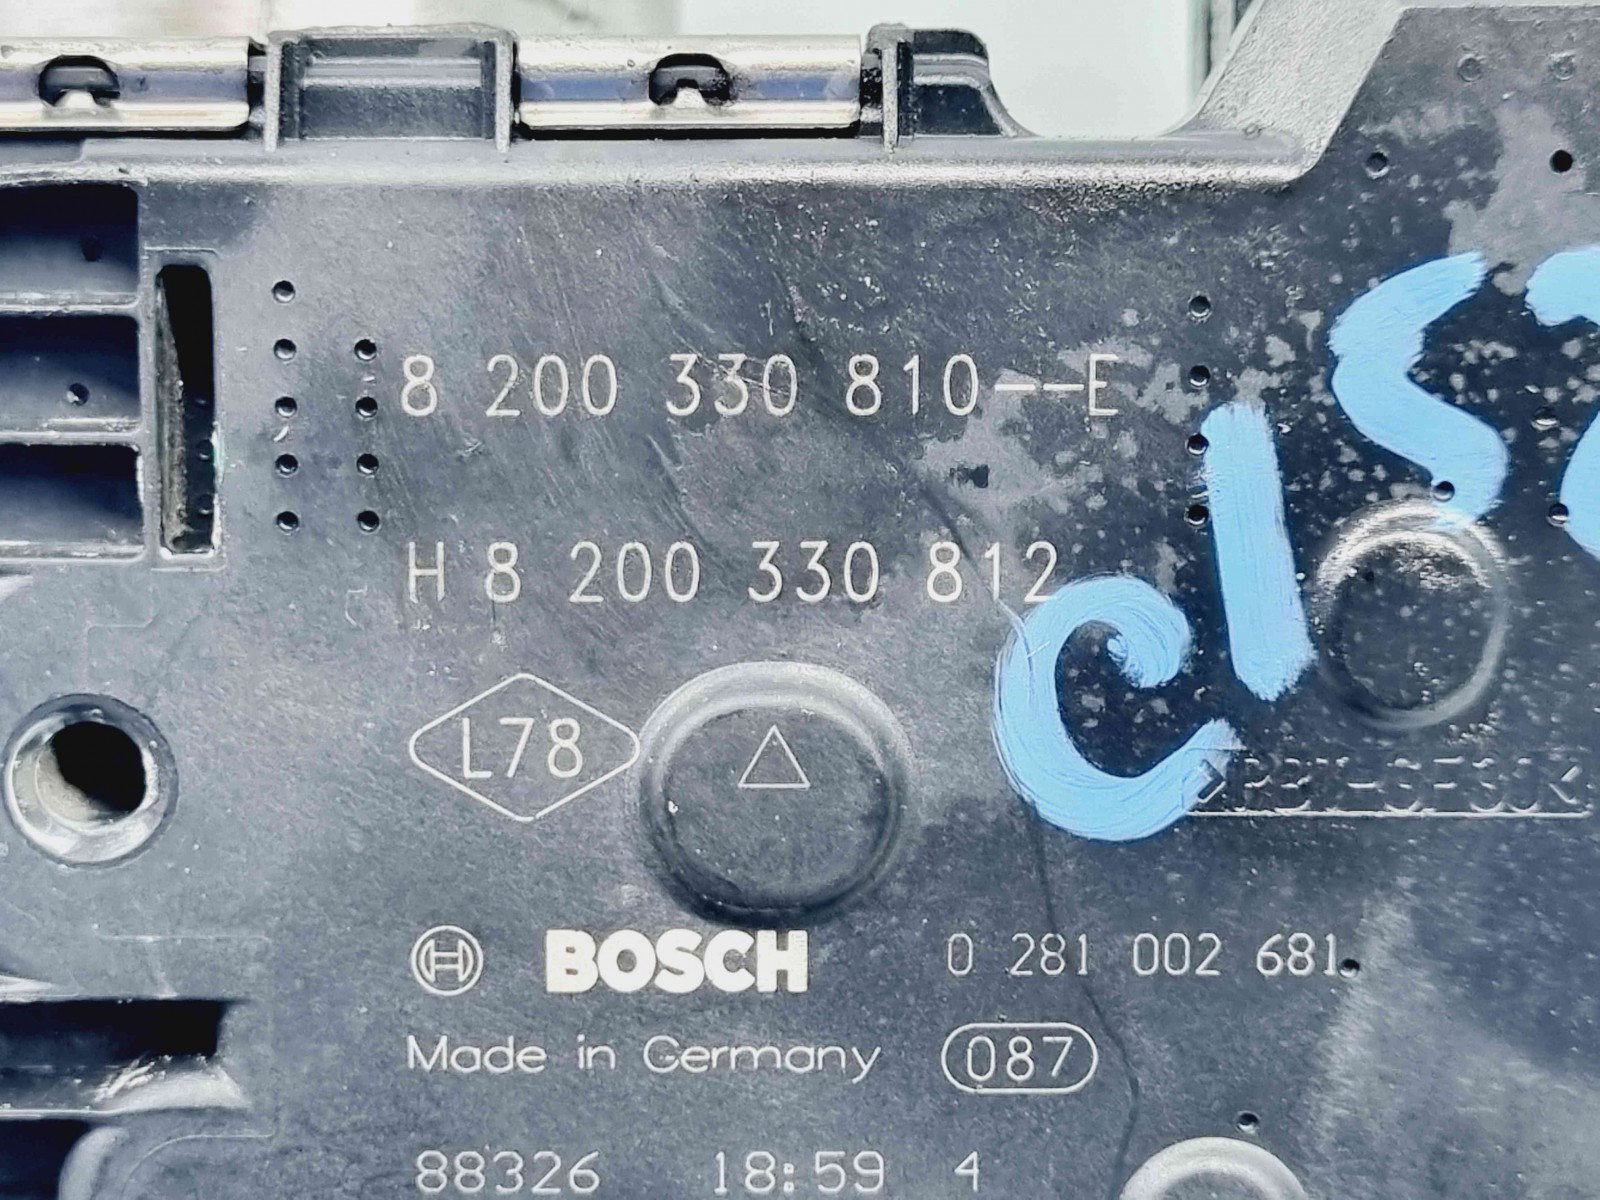 8 200 330 810--E
H 8 200 330 812
L78
BOSCH 0 281 002 681
Made in Germany 087
88326 18:59 4